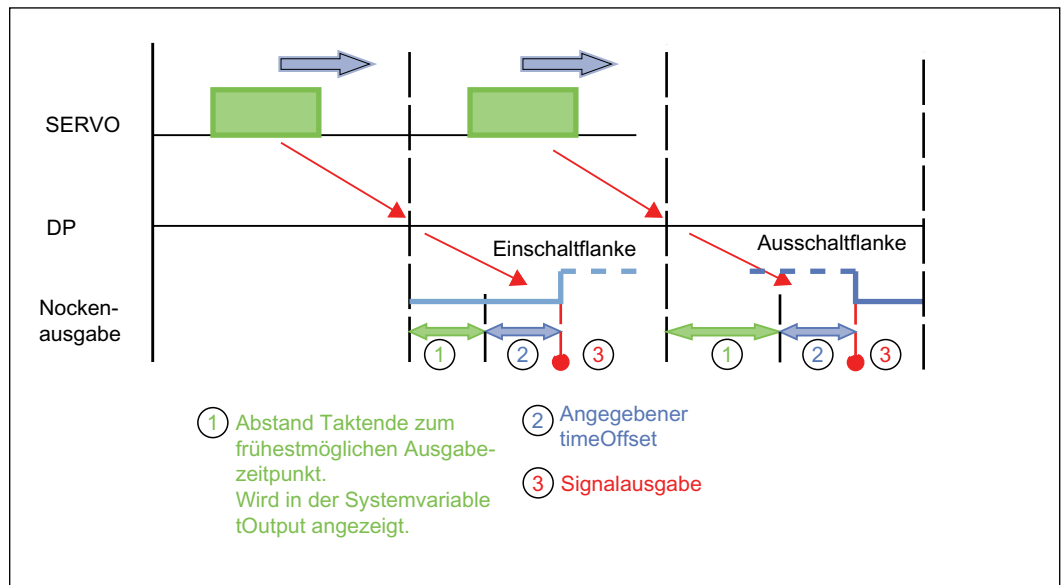 SERVO
DP
Einschaltflanke
Ausschaltflanke
Nocken-
ausgabe
1
2
3
1
2
3
1 Abstand Taktende zum
frühestmöglichen Ausgabe-
zeitpunkt.
Wird in der Systemvariable
tOutput angezeigt.
2 Angegebener
timeOffset
3 Signalausgabe